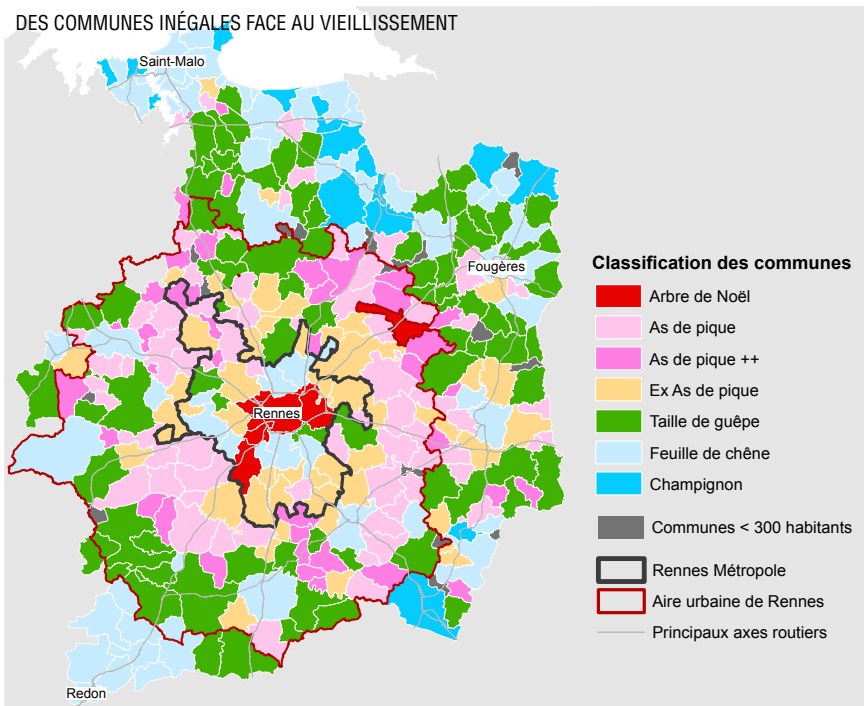 DES COMMUNES INÉGALES FACE AU VIEILLISSEMENT
Saint-Malo
Fougères
Rennes
Redon
Classification des communes
Arbre de Noël
As de pique
As de pique ++
Ex As de pique
Taille de guêpe
Feuille de chêne
Champignon
Communes < 300 habitants
Rennes Métropole
Aire urbaine de Rennes
Principaux axes routiers